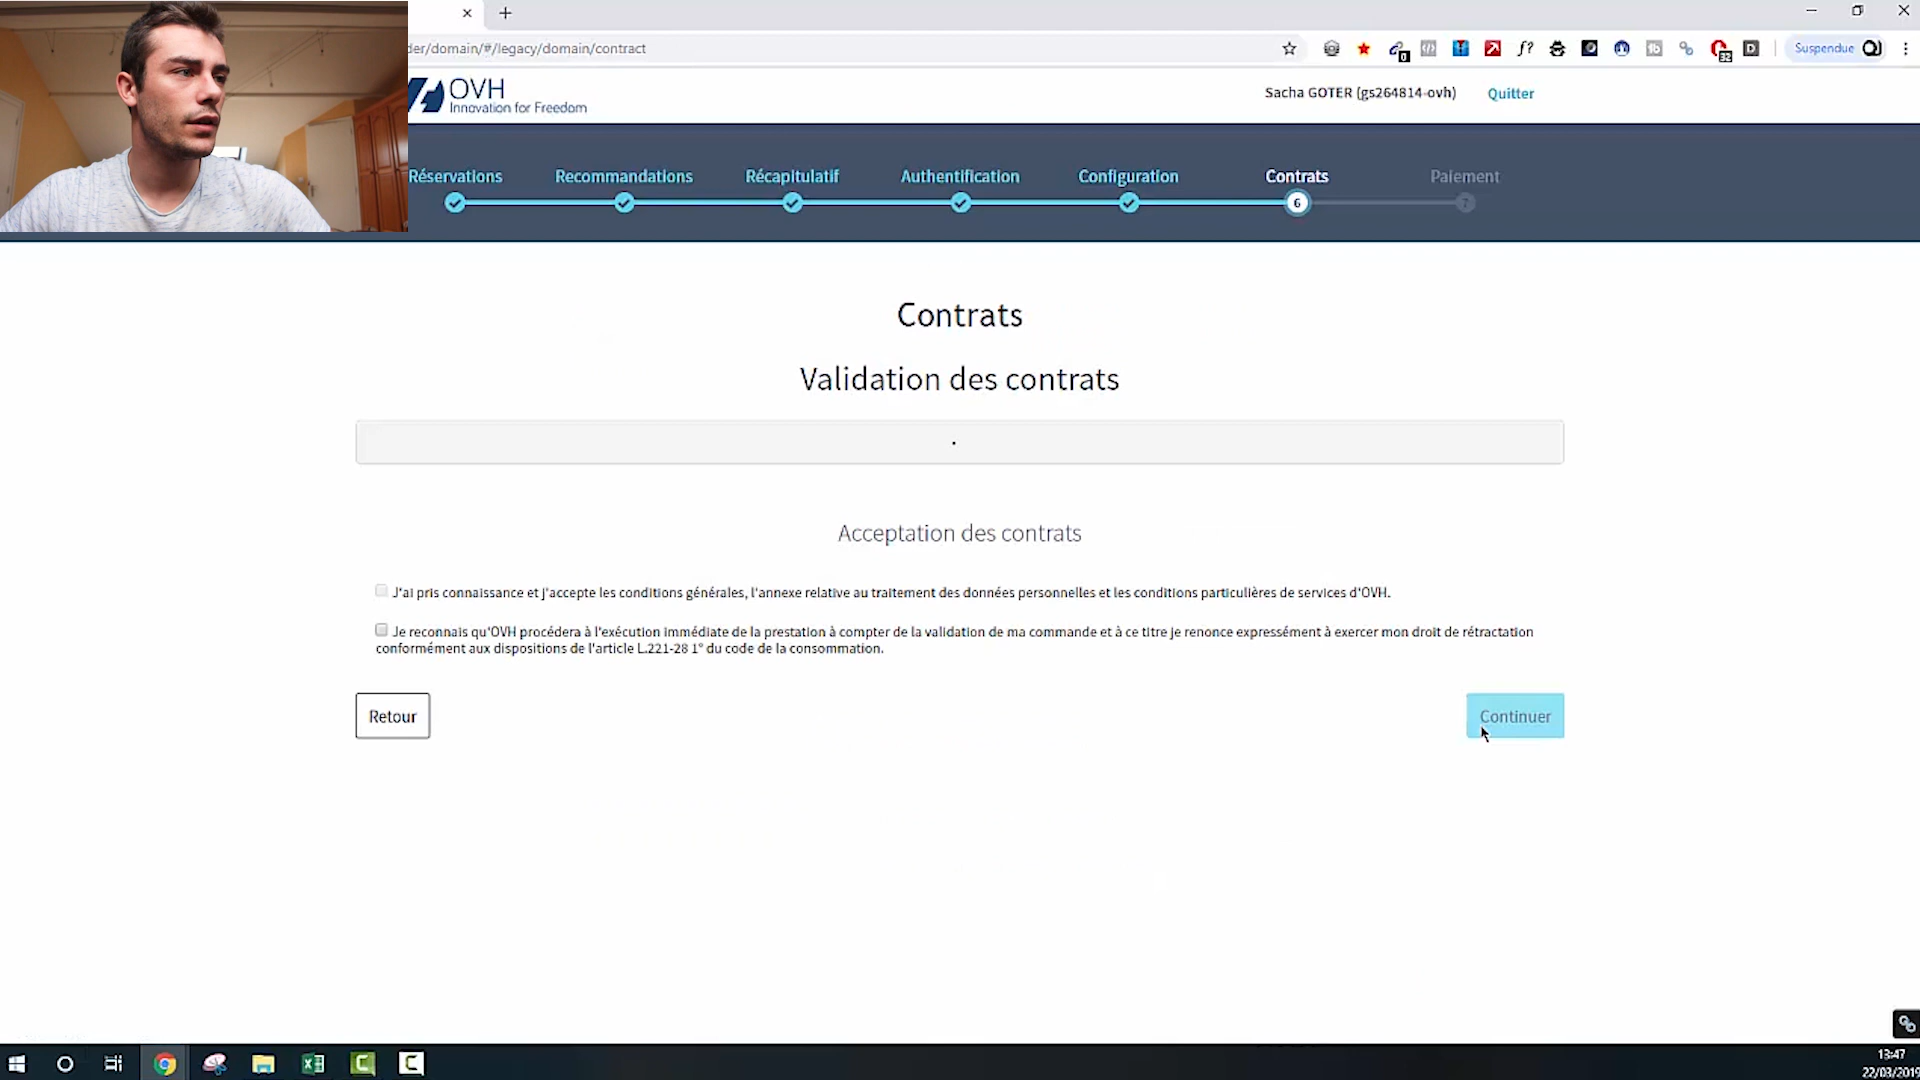 der/domain/#/legacy/domain/contract
Suspendue
OVH
Innovation for Freedom
Sacha GOTER (gs264814-ovh)
Quitter
Réservations
Recommandations
Récapitulatif
Authentification
Configuration
Contrats
Paiement
6
7
Contrats
Validation des contrats
Acceptation des contrats
J'ai pris connaissance et j'accepte les conditions générales, l'annexe relative au traitement des données personnelles et les conditions particulières de services d'OVH.
Je reconnais qu'OVH procédera à l'exécution immédiate de la prestation à compter de la validation de ma commande et à ce titre je renonce expressément à exercer mon droit de rétractation
conformément aux dispositions de l'article L.221-28 1° du code de la consommation.
Retour
Continuer
13:47
22/03/2019